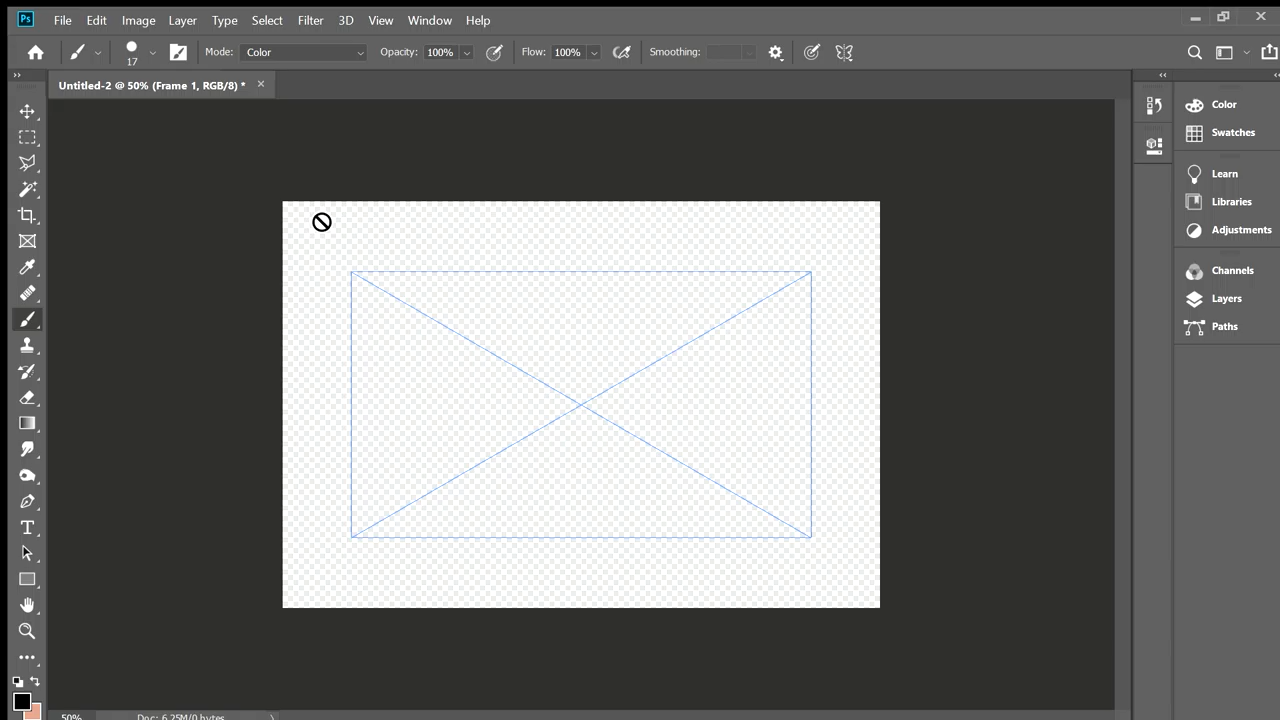 Ps File Edit Image Layer Type Select Filter 3D View Window Help
17 Mode: Color Opacity: 100% Flow: 100% Smoothing:
Untitled-2 @ 50% (Frame 1, RGB/8) *
Color
Swatches
Learn
Libraries
Adjustments
Channels
Layers
Paths
50% Doc: 6.25M/0 bytes